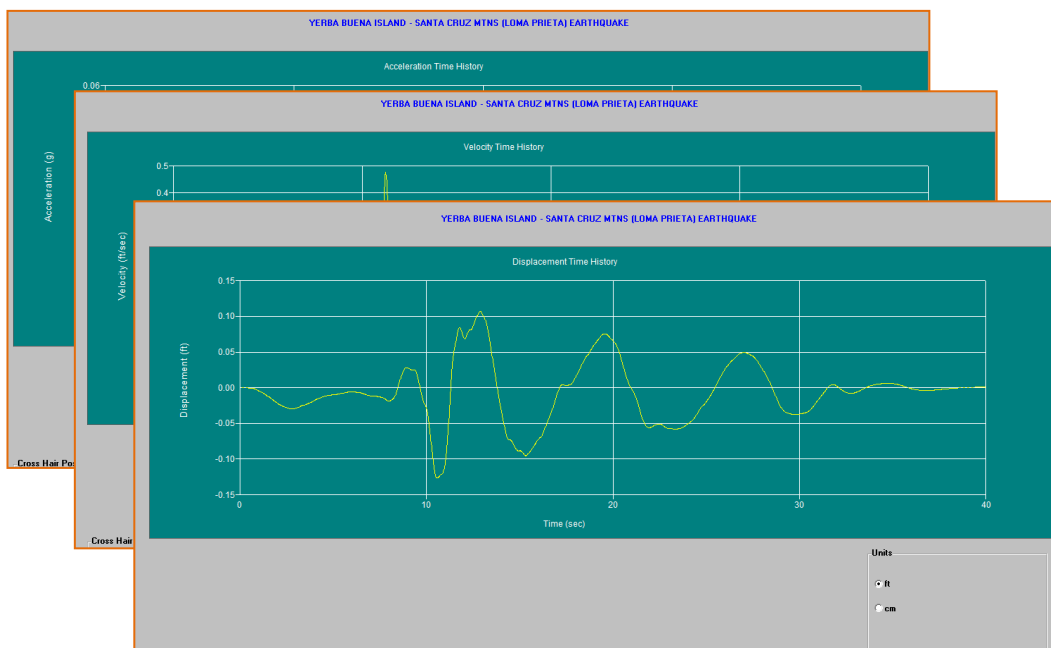 YERBA BUENA ISLAND - SANTA CRUZ MTNS (LOMA PRIETA) EARTHQUAKE
Acceleration Time History
0.06
Acceleration (g)
Cross Hair Pos
YERBA BUENA ISLAND - SANTA CRUZ MTNS (LOMA PRIETA) EARTHQUAKE
Velocity Time History
0.5
0.4
Velocity (ft/sec)
Cross Hair
YERBA BUENA ISLAND - SANTA CRUZ MTNS (LOMA PRIETA) EARTHQUAKE
Displacement Time History
0.15
0.10
0.05
0.00
-0.05
-0.10
-0.15
Displacement (ft)
0 10 20 30 40
Time (sec)
Units
ft
cm